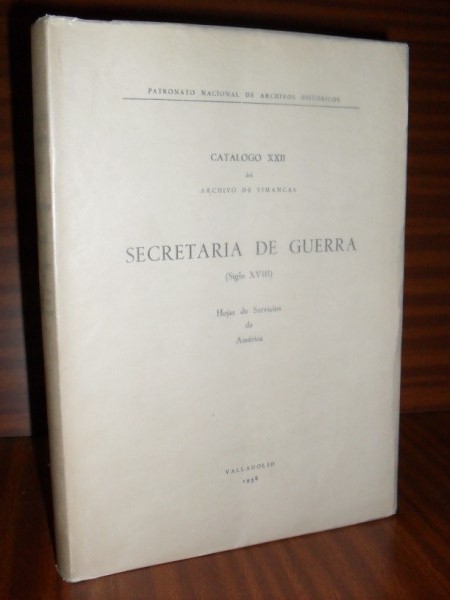 PATRONATO NACIONAL DE ARCHIVOS HISTORICOS
CATALOGO XXII
del
ARCHIVO DE SIMANCAS
SECRETARIA DE GUERRA
(Siglo XVIII)
Hojas de Servicios
de
América
VALLADOLID
1958